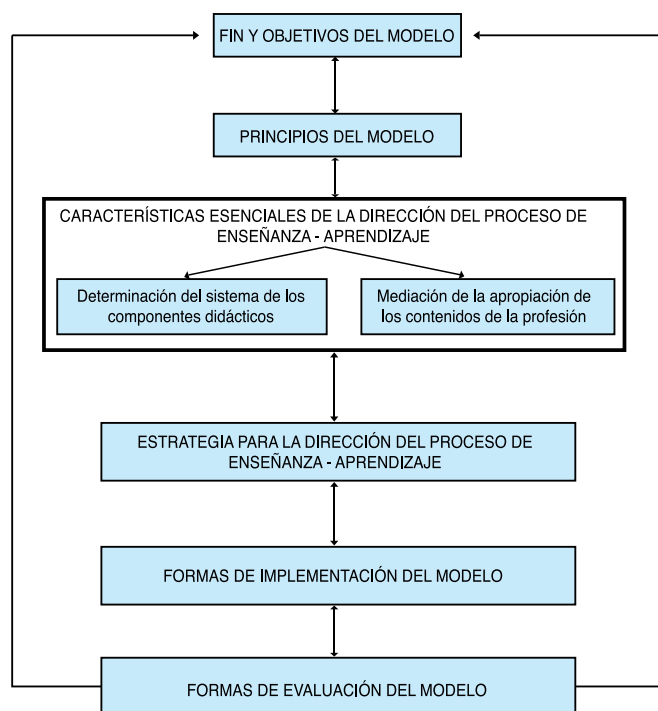 FIN Y OBJETIVOS DEL MODELO
PRINCIPIOS DEL MODELO
CARACTERÍSTICAS ESENCIALES DE LA DIRECCIÓN DEL PROCESO DE
ENSEÑANZA - APRENDIZAJE
Determinación del sistema de los
componentes didácticos
Mediación de la apropiación de
los contenidos de la profesión
ESTRATEGIA PARA LA DIRECCIÓN DEL PROCESO DE
ENSEÑANZA - APRENDIZAJE
FORMAS DE IMPLEMENTACIÓN DEL MODELO
FORMAS DE EVALUACIÓN DEL MODELO